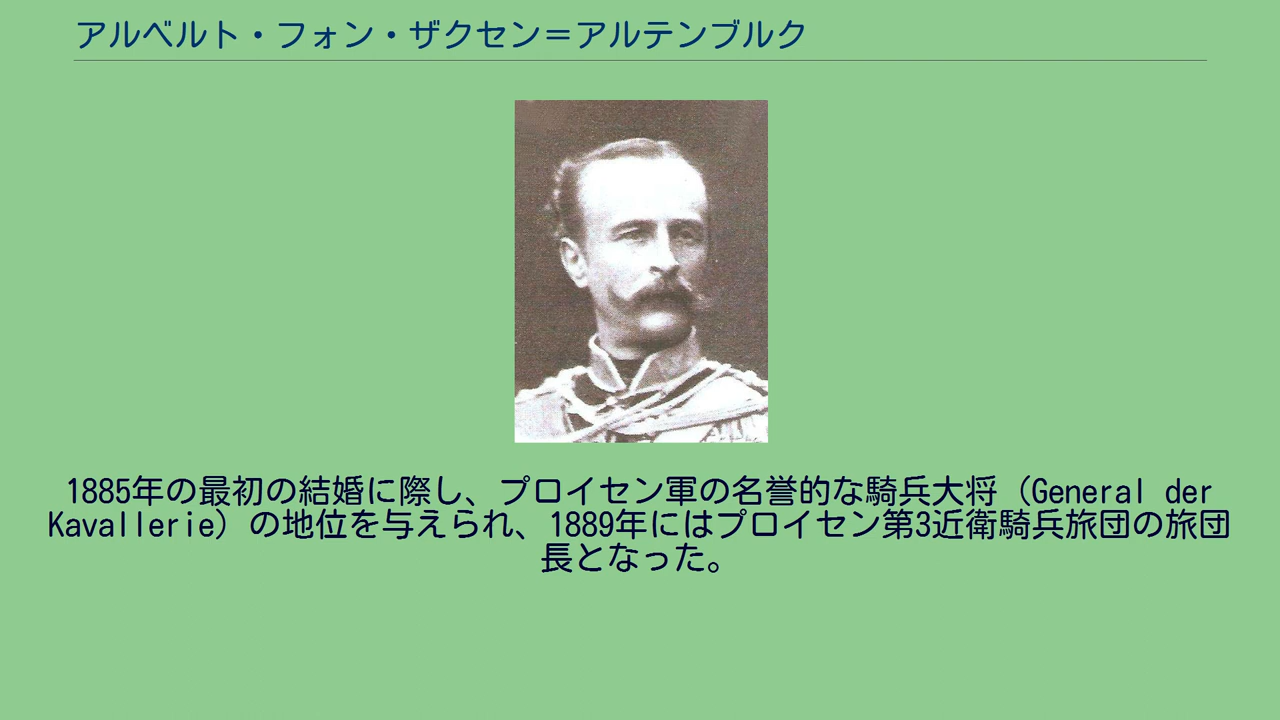 アルベルト・フォン・ザクセン＝アルテンブルク
1885年の最初の結婚に際し、プロイセン軍の名誉的な騎兵大将（General der
Kavallerie）の地位を与えられ、1889年にはプロイセン第3近衛騎兵旅団の旅団
長となった。